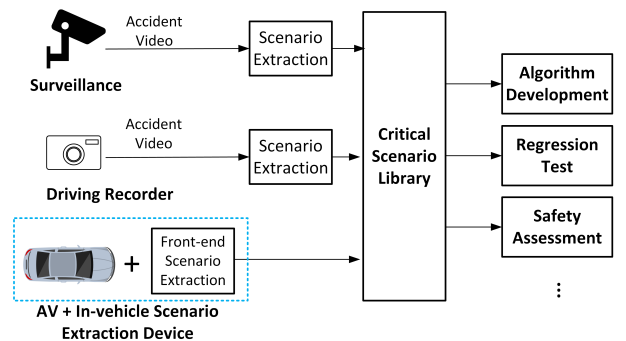 Accident
Video
Surveillance
Scenario
Extraction
Accident
Video
Driving Recorder
Scenario
Extraction
Front-end
Scenario
Extraction
+
AV + In-vehicle Scenario
Extraction Device
Critical
Scenario
Library
Algorithm
Development
Regression
Test
Safety
Assessment